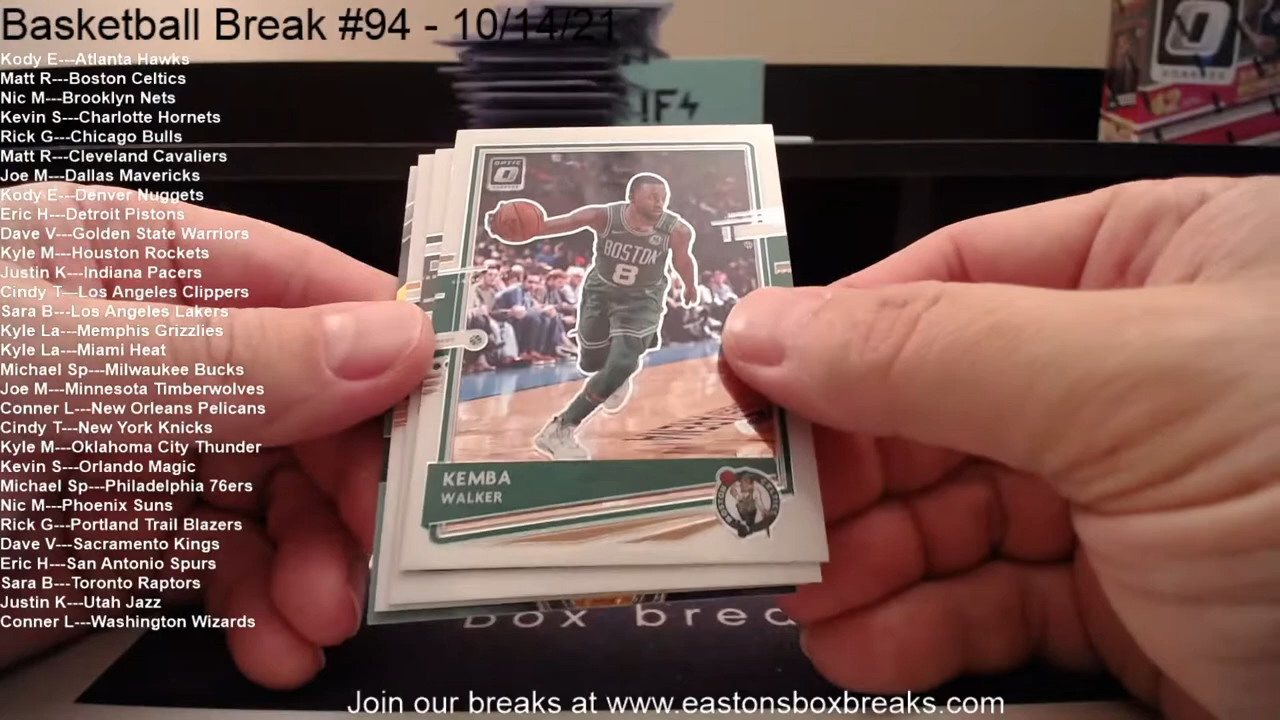 Basketball Break #94 - 10/14/21
Kody E---Atlanta Hawks
Matt R---Boston Celtics
Nic M---Brooklyn Nets
Kevin S---Charlotte Hornets
Rick G---Chicago Bulls
Matt R---Cleveland Cavaliers
Joe M---Dallas Mavericks
Kody E---Denver Nuggets
Eric H---Detroit Pistons
Dave V---Golden State Warriors
Kyle M---Houston Rockets
Justin K---Indiana Pacers
Cindy T---Los Angeles Clippers
Sara B---Los Angeles Lakers
Kyle La---Memphis Grizzlies
Kyle La---Miami Heat
Michael Sp---Milwaukee Bucks
Joe M---Minnesota Timberwolves
Conner L---New Orleans Pelicans
Cindy T---New York Knicks
Kyle M---Oklahoma City Thunder
Kevin S---Orlando Magic
Michael Sp---Philadelphia 76ers
Nic M---Phoenix Suns
Rick G---Portland Trail Blazers
Dave V---Sacramento Kings
Eric H---San Antonio Spurs
Sara B---Toronto Raptors
Justin K---Utah Jazz
Conner L---Washington Wizards
OPTIC
BOSTON
8
KEMBA
WALKER
BOSTON CELTICS
box brea
Join our breaks at www.eastonsboxbreaks.com